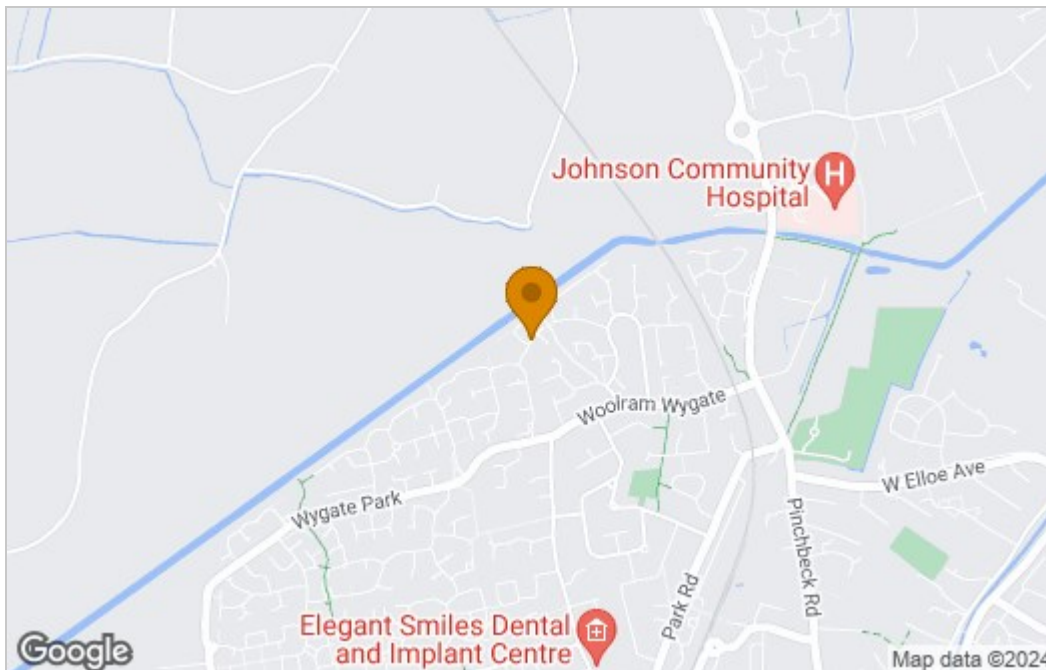 Johnson Community
Hospital
H
Woolram Wygate
W Elloe Ave
Wygate Park
Pinchbeck Rd
Park Rd
Elegant Smiles Dental
and Implant Centre
Google
Map data ©2024